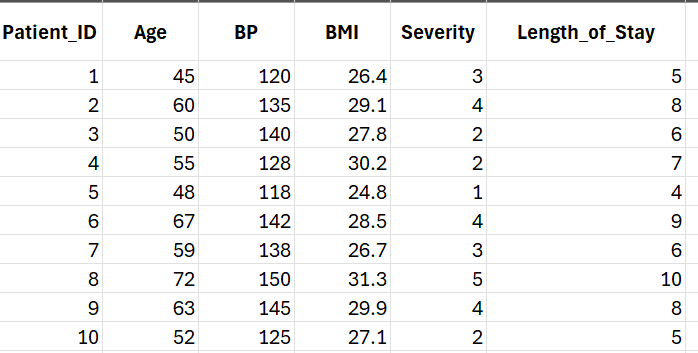 Patient_ID Age BP BMI Severity Length_of_Stay
1 45 120 26.4 3 5
2 60 135 29.1 4 8
3 50 140 27.8 2 6
4 55 128 30.2 2 7
5 48 118 24.8 1 4
6 67 142 28.5 4 9
7 59 138 26.7 3 6
8 72 150 31.3 5 10
9 63 145 29.9 4 8
10 52 125 27.1 2 5